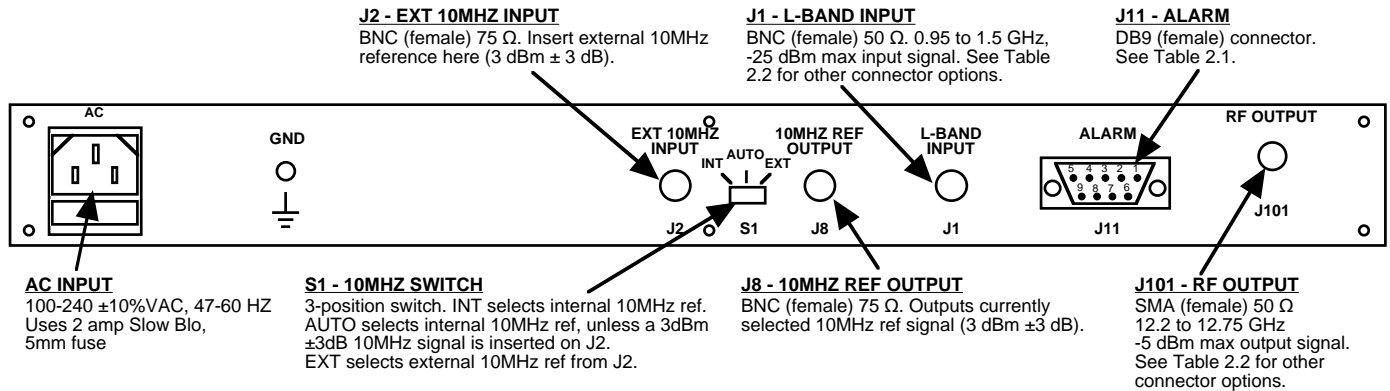 J2 - EXT 10MHZ INPUT
BNC (female) 75 Ω. Insert external 10MHz
reference here (3 dBm ± 3 dB).
J1 - L-BAND INPUT
BNC (female) 50 Ω. 0.95 to 1.5 GHz,
-25 dBm max input signal. See Table
2.2 for other connector options.
J11 - ALARM
DB9 (female) connector.
See Table 2.1.
AC
GND
EXT 10MHZ
INPUT
INT
AUTO
EXT
10MHZ REF
OUTPUT
L-BAND
INPUT
ALARM
5 4 3 2 1
9 8 7 6
RF OUTPUT
J2
S1
J8
J1
J11
J101
AC INPUT
100-240 ±10%VAC, 47-60 HZ
Uses 2 amp Slow Blo,
5mm fuse
S1 - 10MHZ SWITCH
3-position switch. INT selects internal 10MHz ref.
AUTO selects internal 10MHz ref, unless a 3dBm
±3dB 10MHz signal is inserted on J2.
EXT selects external 10MHz ref from J2.
J8 - 10MHZ REF OUTPUT
BNC (female) 75 Ω. Outputs currently
selected 10MHz ref signal (3 dBm ±3 dB).
J101 - RF OUTPUT
SMA (female) 50 Ω
12.2 to 12.75 GHz
-5 dBm max output signal.
See Table 2.2 for other
connector options.